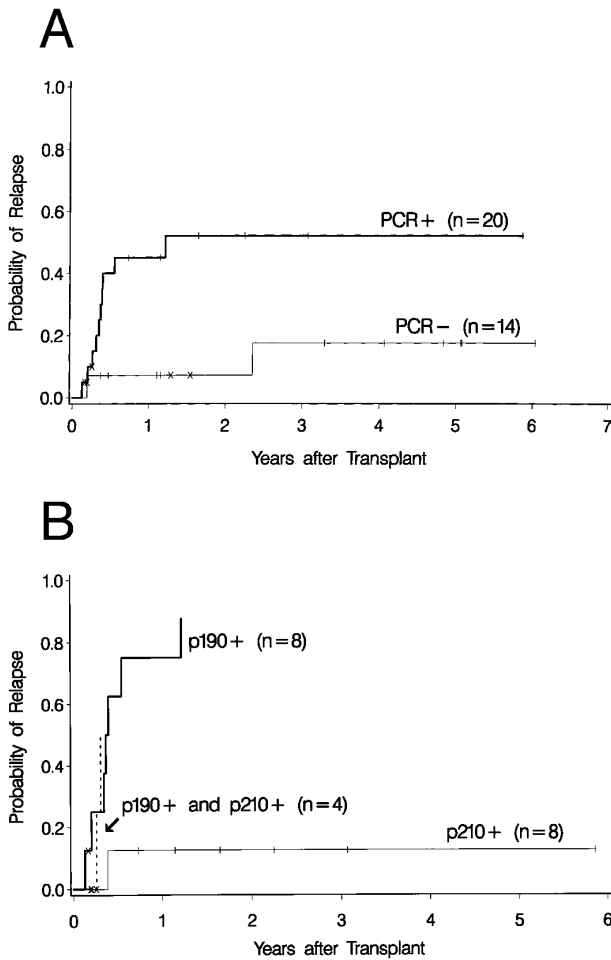 A
1.0
0.8
0.6
0.4
0.2
0.0
Probability of Relapse
PCR+ (n=20)
PCR− (n=14)
0 1 2 3 4 5 6 7
Years after Transplant
B
1.0
0.8
0.6
0.4
0.2
0.0
Probability of Relapse
p190+ (n=8)
p190+ and p210+ (n=4)
p210+ (n=8)
0 1 2 3 4 5 6
Years after Transplant